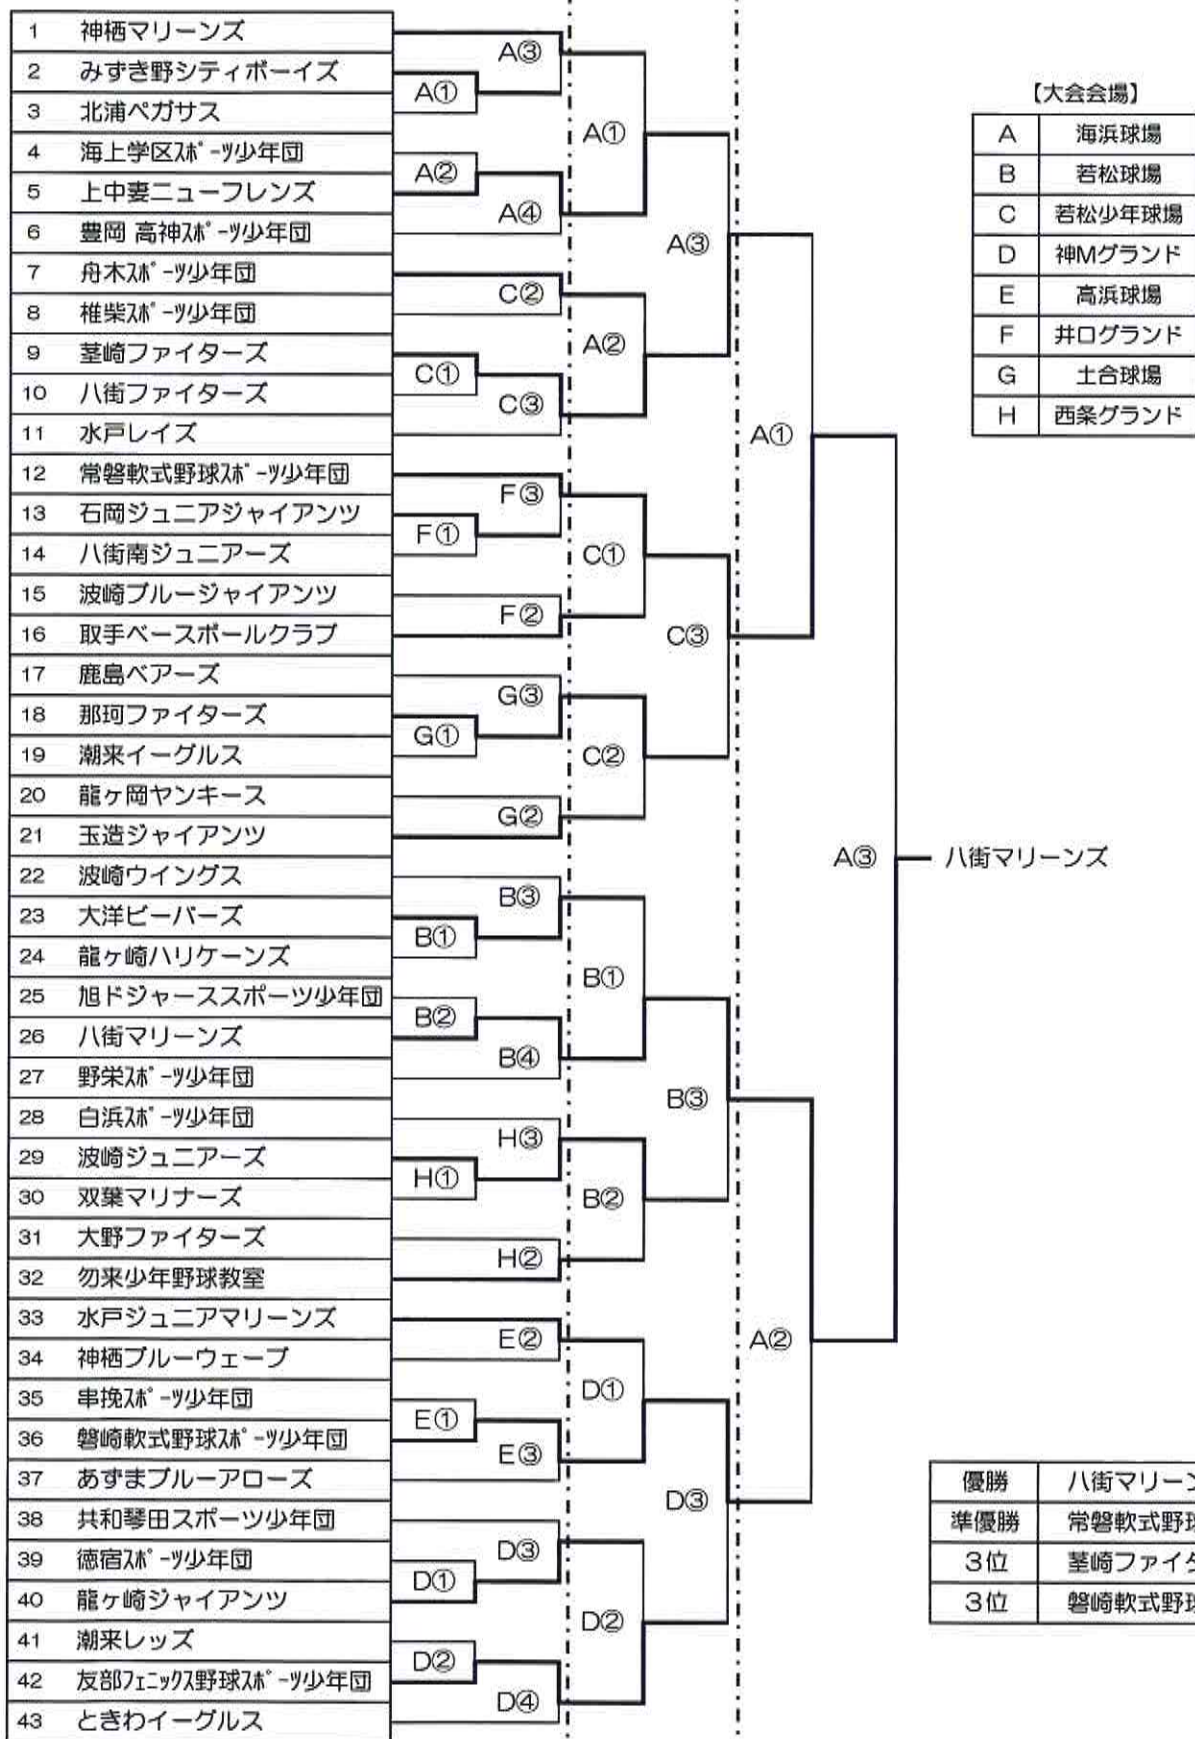 1 神栖マリーンズ
2 みずき野シティボーイズ
3 北浦ペガサス
4 海上学区ｽﾎﾟｰﾂ少年団
5 上中妻ニューフレンズ
6 豊岡 高神ｽﾎﾟｰﾂ少年団
7 舟木ｽﾎﾟｰﾂ少年団
8 椎柴ｽﾎﾟｰﾂ少年団
9 茎崎ファイターズ
10 八街ファイターズ
11 水戸レイズ
12 常磐軟式野球ｽﾎﾟｰﾂ少年団
13 石岡ジュニアジャイアンツ
14 八街南ジュニアーズ
15 波崎ブルージャイアンツ
16 取手ベースボールクラブ
17 鹿島ベアーズ
18 那珂ファイターズ
19 潮来イーグルス
20 龍ヶ岡ヤンキース
21 玉造ジャイアンツ
22 波崎ウイングス
23 大洋ビーバーズ
24 龍ヶ崎ハリケーンズ
25 旭ドジャーススポーツ少年団
26 八街マリーンズ
27 野栄ｽﾎﾟｰﾂ少年団
28 白浜ｽﾎﾟｰﾂ少年団
29 波崎ジュニアーズ
30 双葉マリナーズ
31 大野ファイターズ
32 勿来少年野球教室
33 水戸ジュニアマリーンズ
34 神栖ブルーウェーブ
35 串挽ｽﾎﾟｰﾂ少年団
36 磐崎軟式野球ｽﾎﾟｰﾂ少年団
37 あずまブルーアローズ
38 共和琴田スポーツ少年団
39 徳宿ｽﾎﾟｰﾂ少年団
40 龍ヶ崎ジャイアンツ
41 潮来レッズ
42 友部ﾌｪﾆｯｸｽ野球ｽﾎﾟｰﾂ少年団
43 ときわイーグルス
A③
A①
A②
A④
C②
C①
C③
F③
F①
F②
G③
G①
G②
B③
B①
B②
B④
H③
H①
H②
E②
E①
E③
D③
D①
D②
D④
A①
A②
C①
C②
B①
B②
D①
D②
A③
C③
B③
D③
A①
A②
A③
八街マリーンズ
【大会会場】
A 海浜球場
B 若松球場
C 若松少年球場
D 神Mグランド
E 高浜球場
F 井口グランド
G 土合球場
H 西条グランド
優勝 八街マリーン
準優勝 常磐軟式野球
3位 茎崎ファイタ
3位 磐崎軟式野球